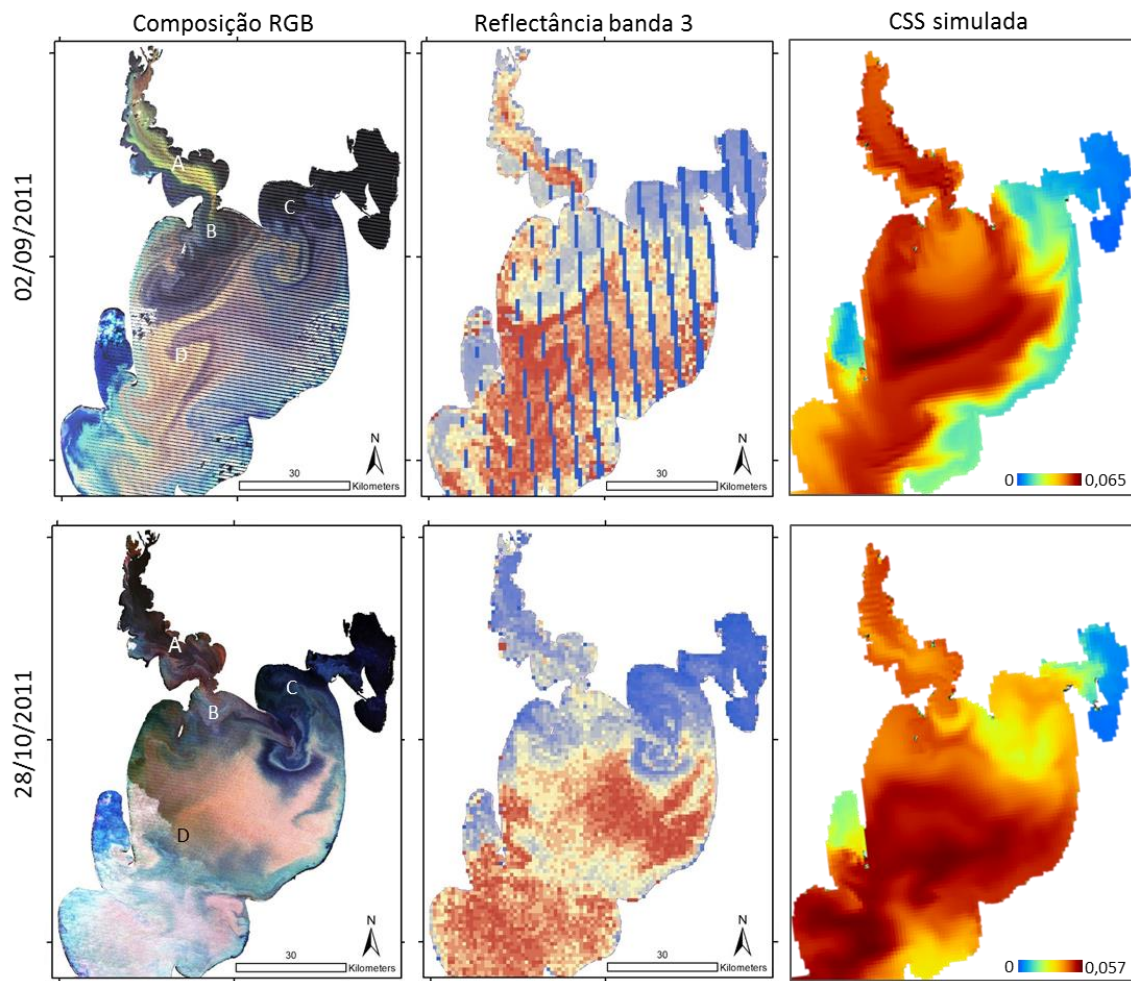 Composição RGB
Reflectância banda 3
CSS simulada
02/09/2011
A
B
C
D
N
30
Kilometers
N
30
Kilometers
0
0,065
28/10/2011
A
B
C
D
N
30
Kilometers
N
30
Kilometers
0
0,057